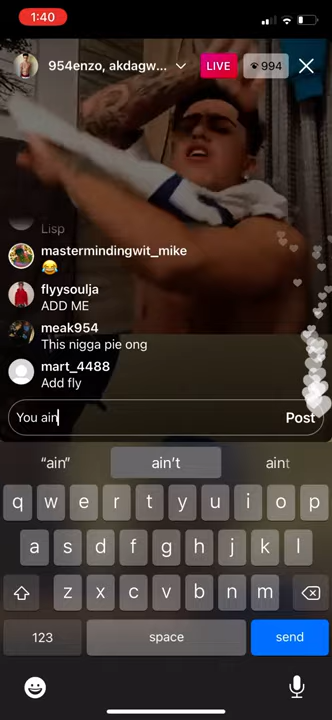 1:40
954enzo, akdagw...
LIVE
994
Lisp
mastermindingwit_mike
😂
flyysoulja
ADD ME
meak954
This nigga pie ong
mart_4488
Add fly
You ain
Post
“ain”
ain’t
aint
q w e r t y u i o p
a s d f g h j k l
z x c v b n m
123
space
send